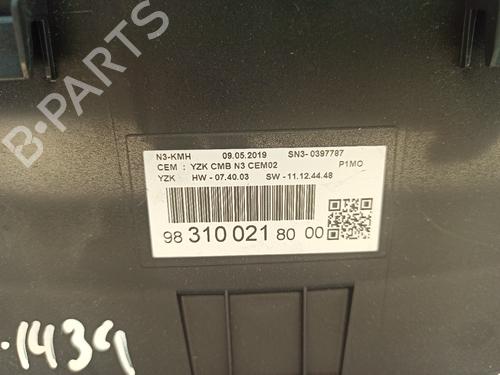 N3-KMH 09.05.2019 SN3- 0397787
CEM : YZK CMB N3 CEM02 P1MO
YZK HW - 07.40.03 SW - 11.12.44.48
98 310 021 80 00
B-PARTS
.1439